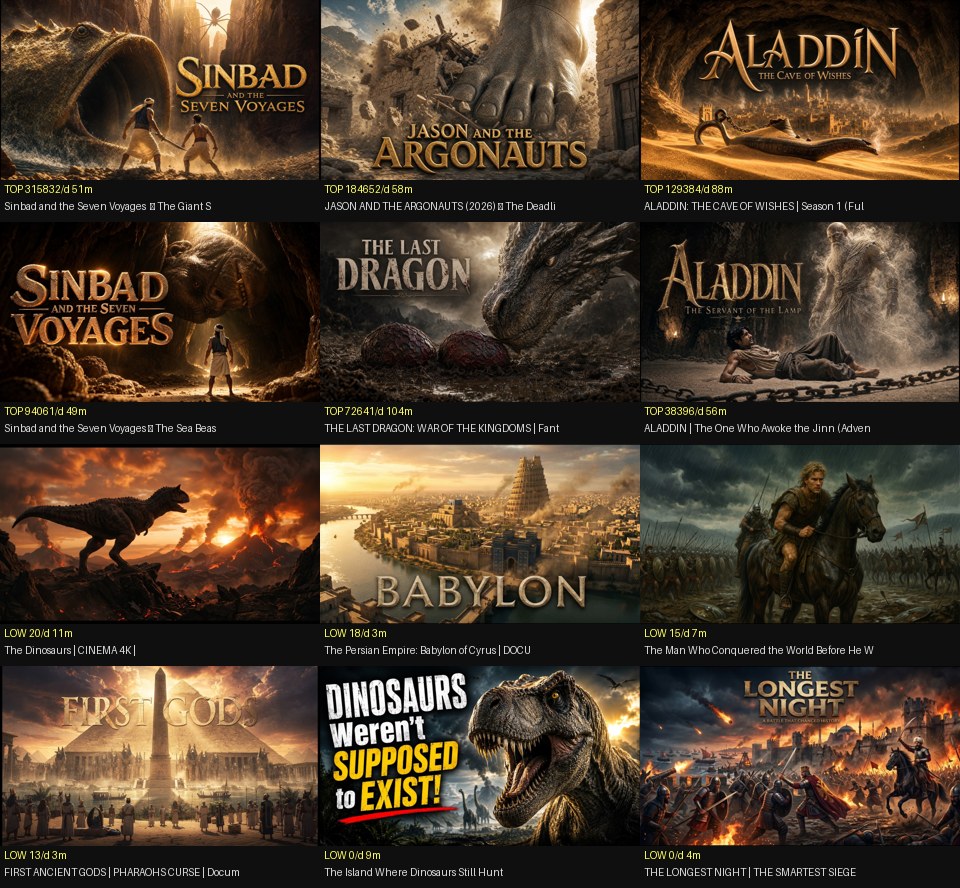 SINBAD
AND THE
SEVEN VOYAGES
JASON AND THE
ARGONAUTS
ALADDIN
THE CAVE OF WISHES
TOP 315832/d 51m
Sinbad and the Seven Voyages ▯ The Giant S
TOP 184652/d 58m
JASON AND THE ARGONAUTS (2026) ▯ The Deadli
TOP 129384/d 88m
ALADDIN: THE CAVE OF WISHES | Season 1 (Ful
SINBAD
AND THE SEVEN
VOYAGES
THE LAST
DRAGON
ALADDIN
THE SERVANT OF THE LAMP
TOP 94061/d 49m
Sinbad and the Seven Voyages ▯ The Sea Beas
TOP 72641/d 104m
THE LAST DRAGON: WAR OF THE KINGDOMS | Fant
TOP 38396/d 56m
ALADDIN | The One Who Awoke the Jinn (Adven
BABYLON
LOW 20/d 11m
The Dinosaurs | CINEMA 4K |
LOW 18/d 3m
The Persian Empire: Babylon of Cyrus | DOCU
LOW 15/d 7m
The Man Who Conquered the World Before He W
FIRST GODS
DINOSAURS
Weren't
SUPPOSED
to EXIST!
THE
LONGEST
NIGHT
A BATTLE THAT CHANGED HISTORY
LOW 13/d 3m
FIRST ANCIENT GODS | PHARAOHS CURSE | Docum
LOW 0/d 9m
The Island Where Dinosaurs Still Hunt
LOW 0/d 4m
THE LONGEST NIGHT | THE SMARTEST SIEGE